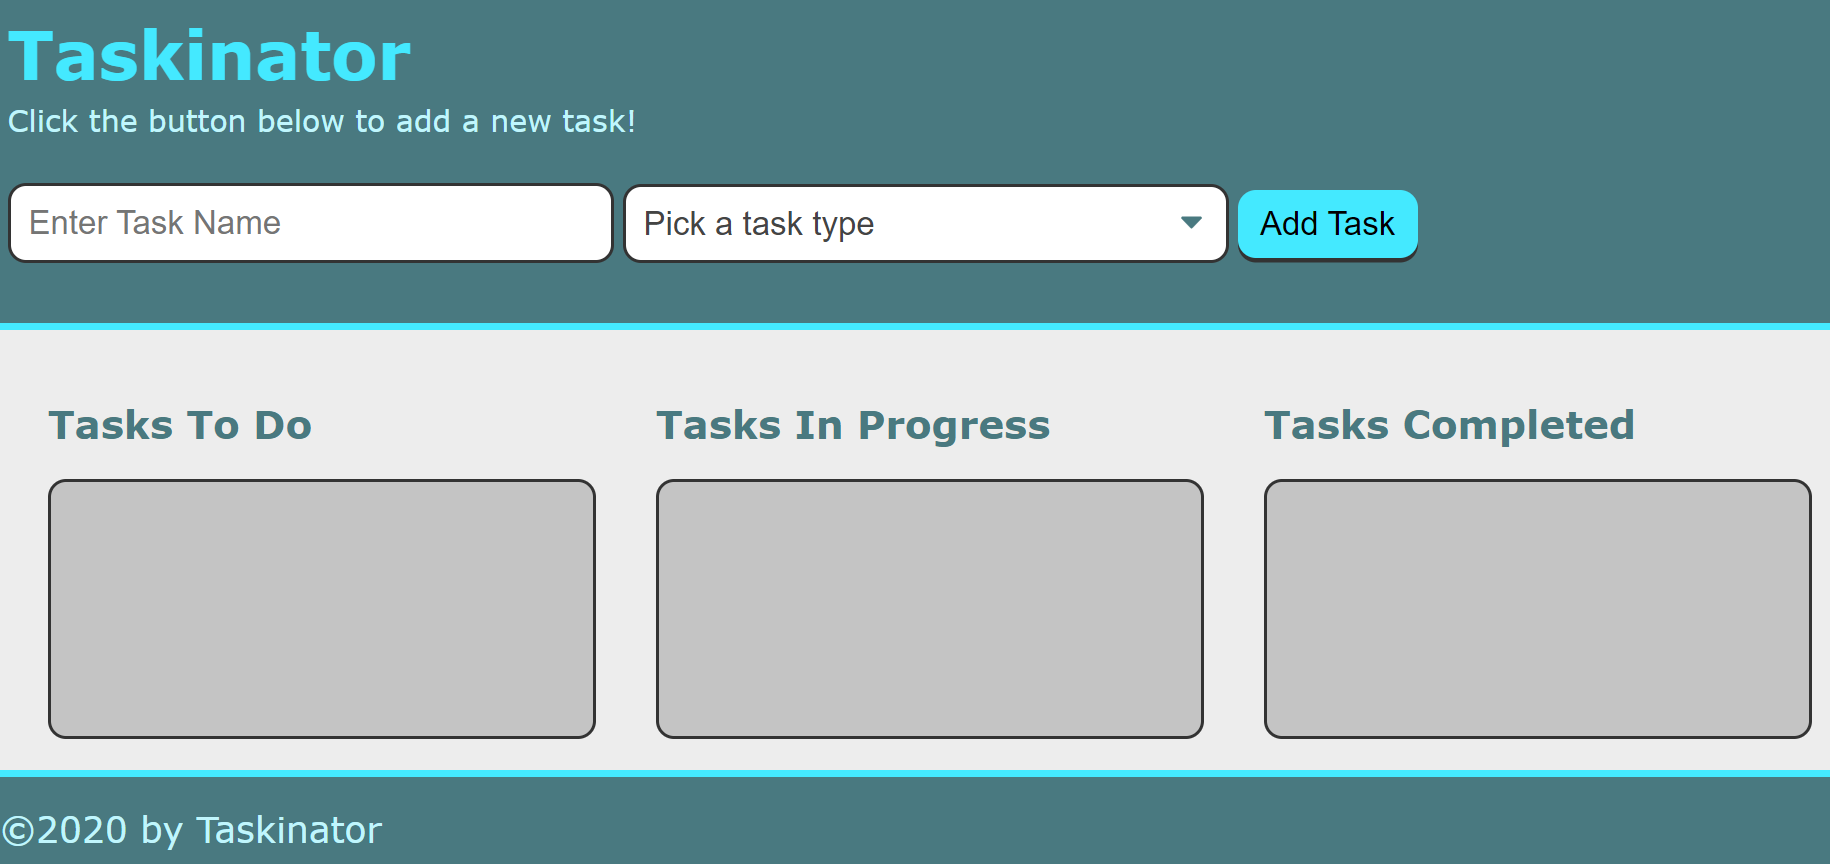 Taskinator
Click the button below to add a new task!
Enter Task Name
Pick a task type
Add Task
Tasks To Do
Tasks In Progress
Tasks Completed
©2020 by Taskinator